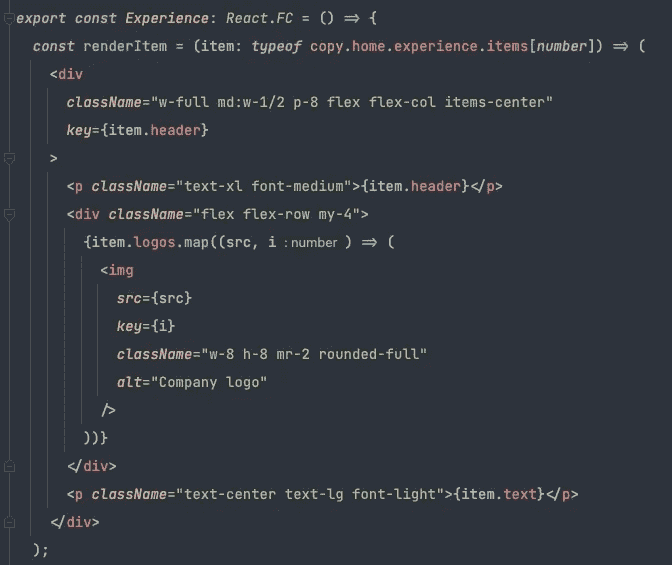 export const Experience: React.FC = () => {
const renderItem = (item: typeof copy.home.experience.items[number]) => (
<div
className="w-full md:w-1/2 p-8 flex flex-col items-center"
key={item.header}
>
<p className="text-xl font-medium">{item.header}</p>
<div className="flex flex-row my-4">
{item.logos.map((src, i : number ) => (
<img
src={src}
key={i}
className="w-8 h-8 mr-2 rounded-full"
alt="Company logo"
/>
))}
</div>
<p className="text-center text-lg font-light">{item.text}</p>
</div>
);